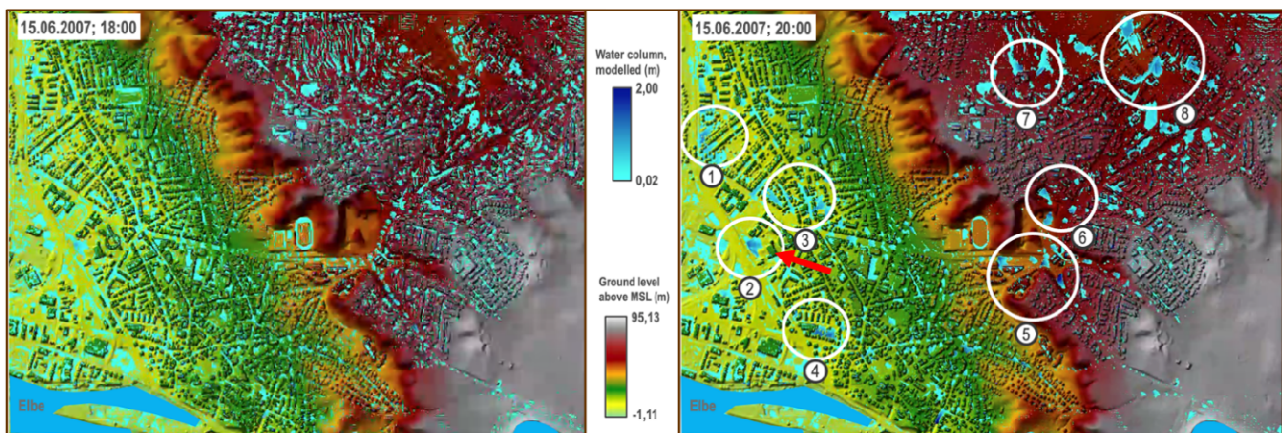 15.06.2007; 18:00
Elbe
Water column,
modelled (m)
2,00
0,02
Ground level
above MSL (m)
95,13
-1,11
15.06.2007; 20:00
1
2
3
4
5
6
7
8
Elbe